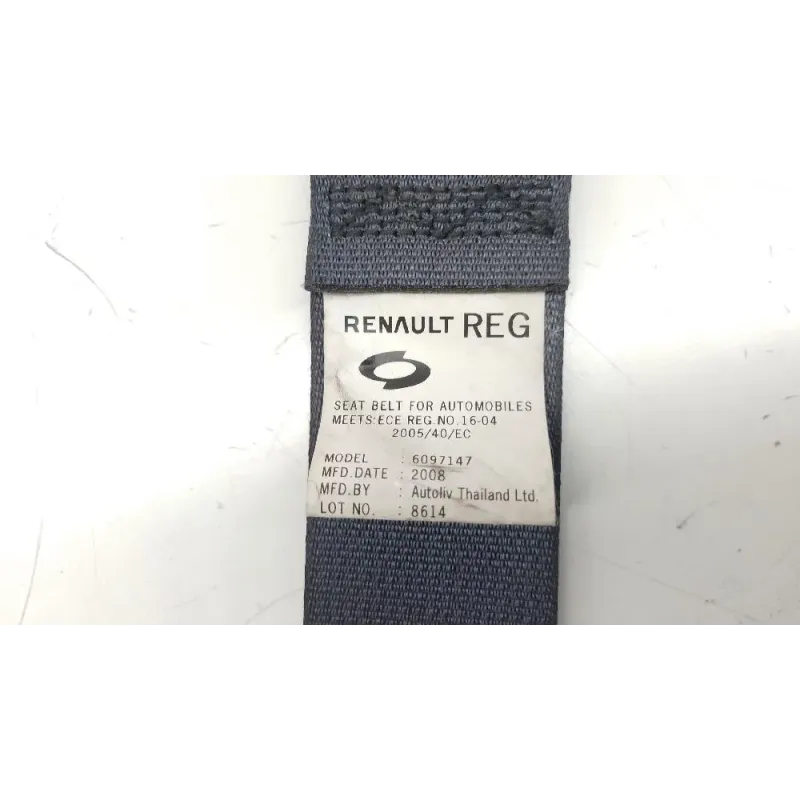 RENAULT REG
SEAT BELT FOR AUTOMOBILES
MEETS:ECE REG.NO.16-04
2005/40/EC
MODEL : 6097147
MFD.DATE : 2008
MFD.BY : Autoliv Thailand Ltd.
LOT NO. : 8614